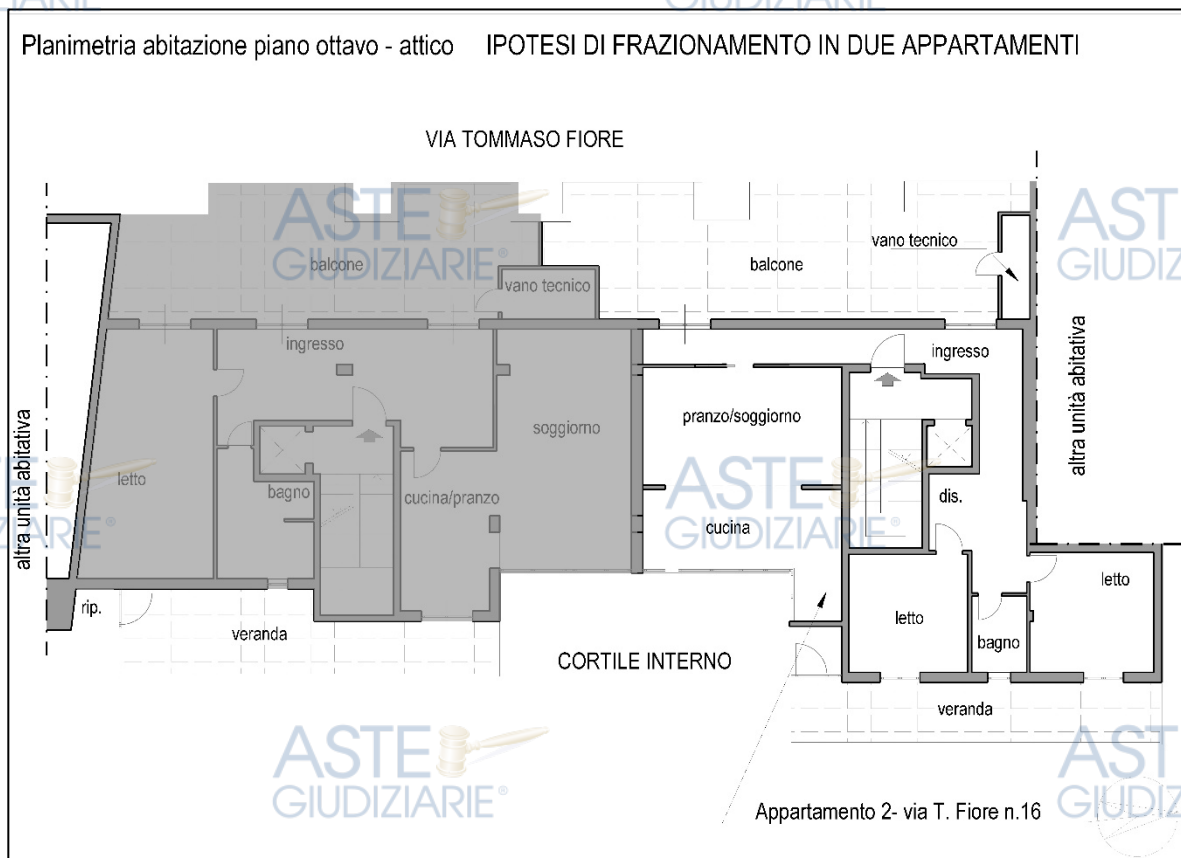 Planimetria abitazione piano ottavo - attico IPOTESI DI FRAZIONAMENTO IN DUE APPARTAMENTI
VIA TOMMASO FIORE
ASTE GIUDIZIARIE®
AST
GIUDIZ
vano tecnico
balcone
balcone
vano tecnico
ingresso
ingresso
altra unità abitativa
altra unità abitativa
pranzo/soggiorno
soggiorno
letto
bagno
cucina/pranzo
ASTE GIUDIZIARIE®
dis.
cucina
rip.
veranda
letto
bagno
letto
CORTILE INTERNO
veranda
ASTE GIUDIZIARIE®
AST
GIUDIZ
Appartamento 2- via T. Fiore n.16